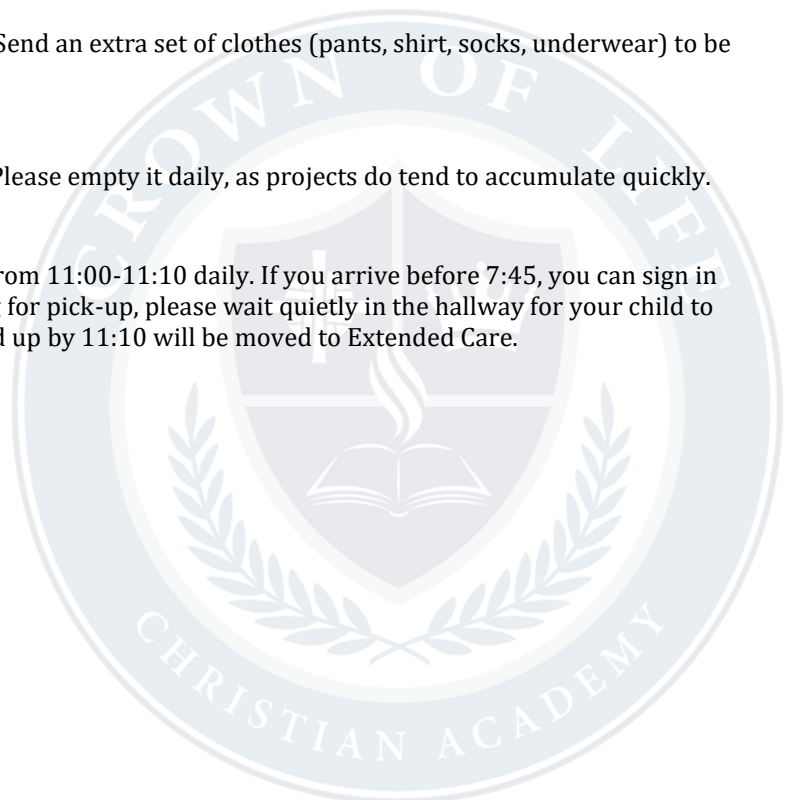 Send an extra set of clothes (pants, shirt, socks, underwear) to be
Please empty it daily, as projects do tend to accumulate quickly.
rom 11:00-11:10 daily. If you arrive before 7:45, you can sign in
for pick-up, please wait quietly in the hallway for your child to
up by 11:10 will be moved to Extended Care.
CROWN OF LIFE
CHRISTIAN ACADEMY